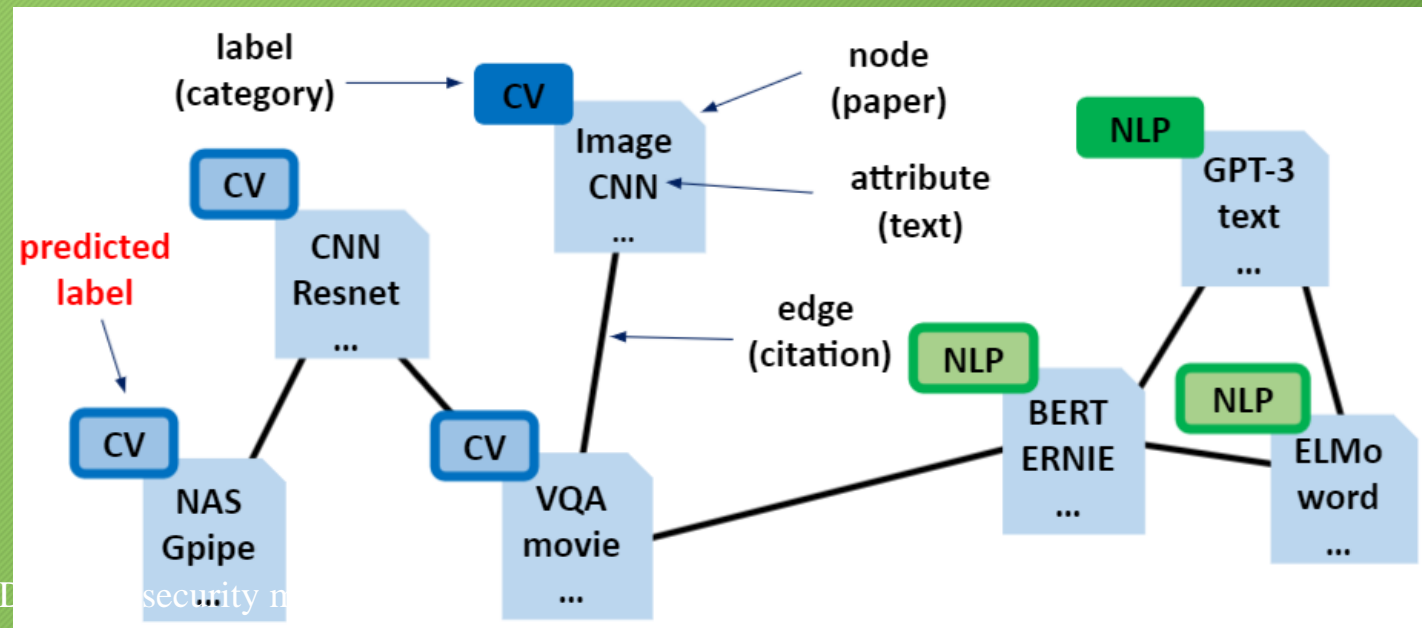 label
(category)
CV
Image
CNN
...
node
(paper)
attribute
(text)
NLP
GPT-3
text
...
CV
CNN
Resnet
...
predicted
label
edge
(citation)
NLP
BERT
ERNIE
...
NLP
ELMo
word
...
CV
NAS
Gpipe
...
CV
VQA
movie
...
security